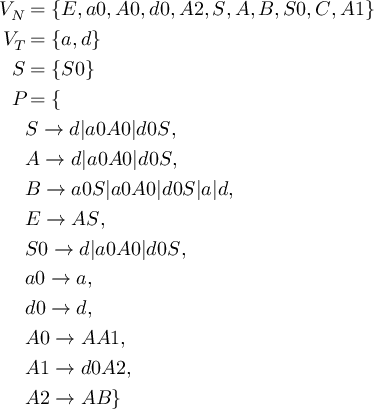 V_N = {E, a0, A0, d0, A2, S, A, B, S0, C, A1}
V_T = {a, d}
S = {S0}
P = {
S → d|a0A0|d0S,
A → d|a0A0|d0S,
B → a0S|a0A0|d0S|a|d,
E → AS,
S0 → d|a0A0|d0S,
a0 → a,
d0 → d,
A0 → AA1,
A1 → d0A2,
A2 → AB}